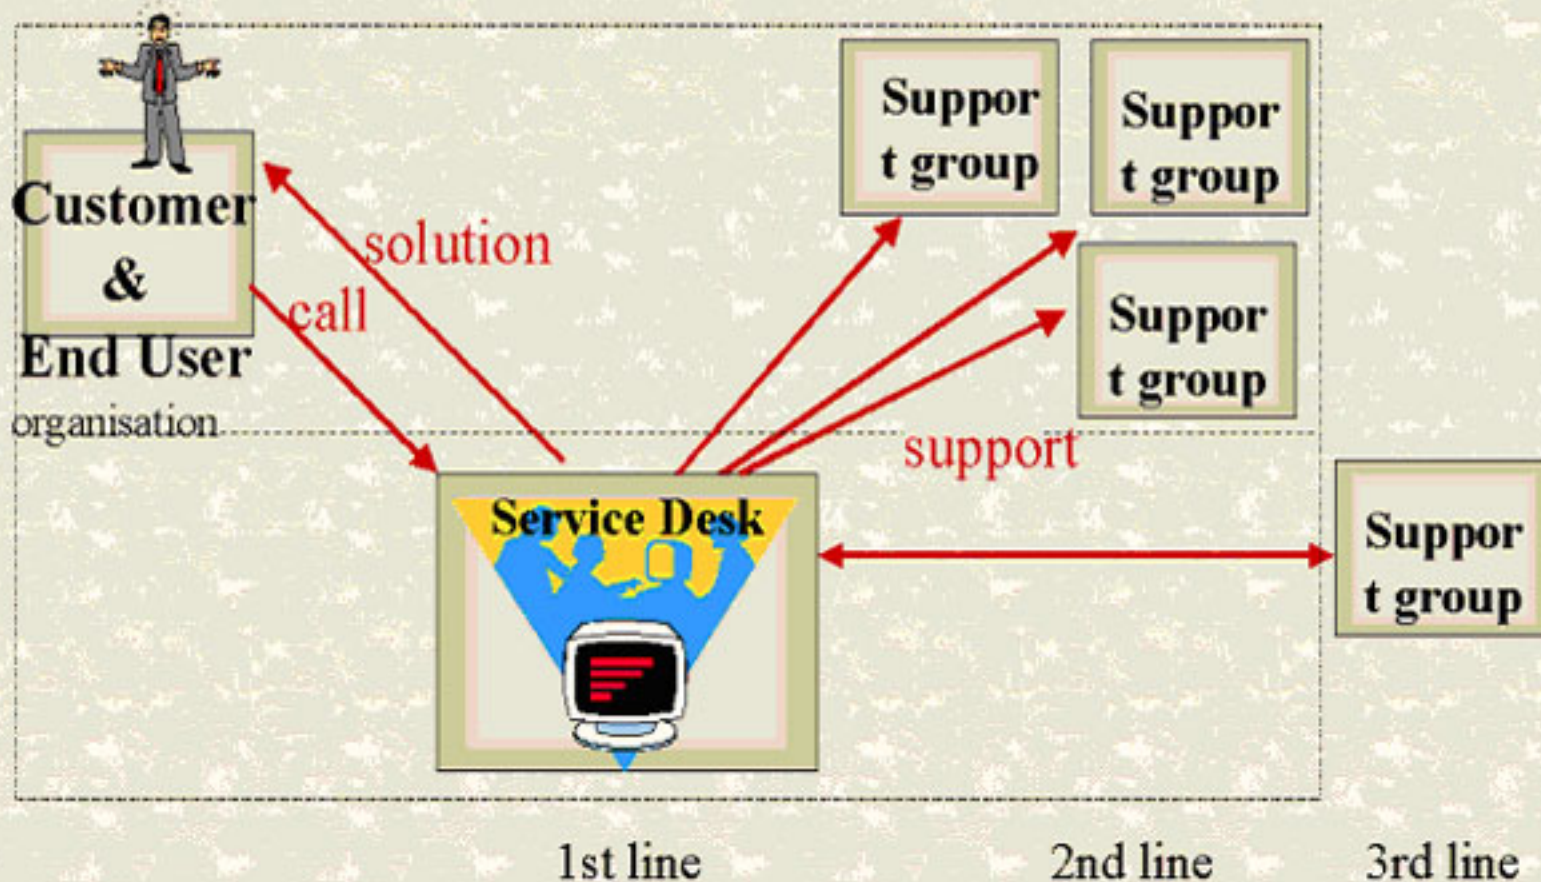 Suppor
t group
Suppor
t group
Customer
&
End User
organisation
solution
call
Suppor
t group
support
Service Desk
Suppor
t group
1st line
2nd line
3rd line